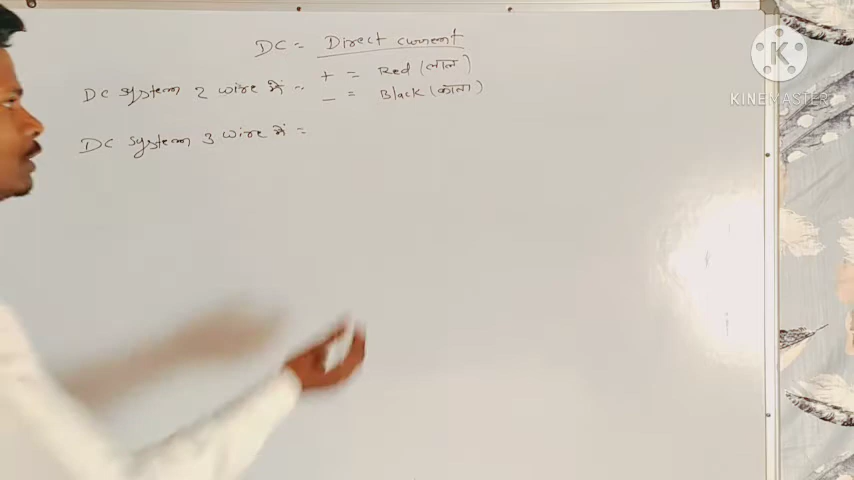 DC = Direct current
DC system 2 wire में :- + = Red (लाल)
- = Black (काला)
DC system 3 wire में =
K
KINEMASTER